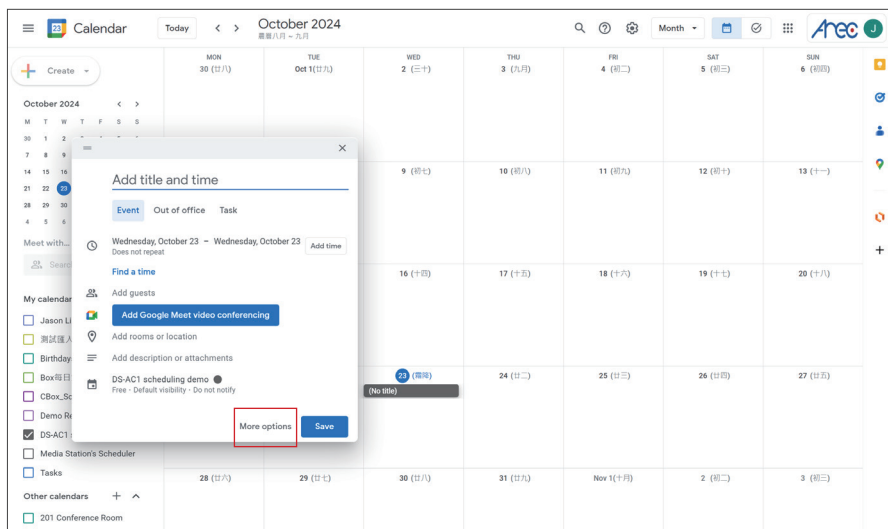 23 Calendar Today October 2024 Month Arec J
農曆八月 ~ 九月
Create
October 2024
M T W T F S S
30 1 2
7 8 9
14 15 16
21 22 23
28 29 30
4 5 6
Meet with...
My calendar
Jason Li
Birthday
Box每日
CBox_Sc
Demo Re
DS-AC1 s
Media Station's Scheduler
Tasks
Other calendars
201 Conference Room
MON TUE WED THU FRI SAT SUN
30 (廿八) Oct 1(廿九) 2 (三十) 3 (九月) 4 (初二) 5 (初三) 6 (初四)
9 (初七) 10 (初八) 11 (初九) 12 (初十) 13 (十一)
16 (十四) 17 (十五) 18 (十六) 19 (十七) 20 (十八)
23 (霜降) 24 (廿二) 25 (廿三) 26 (廿四) 27 (廿五)
(No title)
28 (廿六) 29 (廿七) 30 (廿八) 31 (廿九) Nov 1(十月) 2 (初二) 3 (初三)
Add title and time
Event Out of office Task
Wednesday, October 23 – Wednesday, October 23 Add time
Does not repeat
Find a time
Add guests
Add Google Meet video conferencing
Add rooms or location
Add description or attachments
DS-AC1 scheduling demo
Free · Default visibility · Do not notify
More options Save